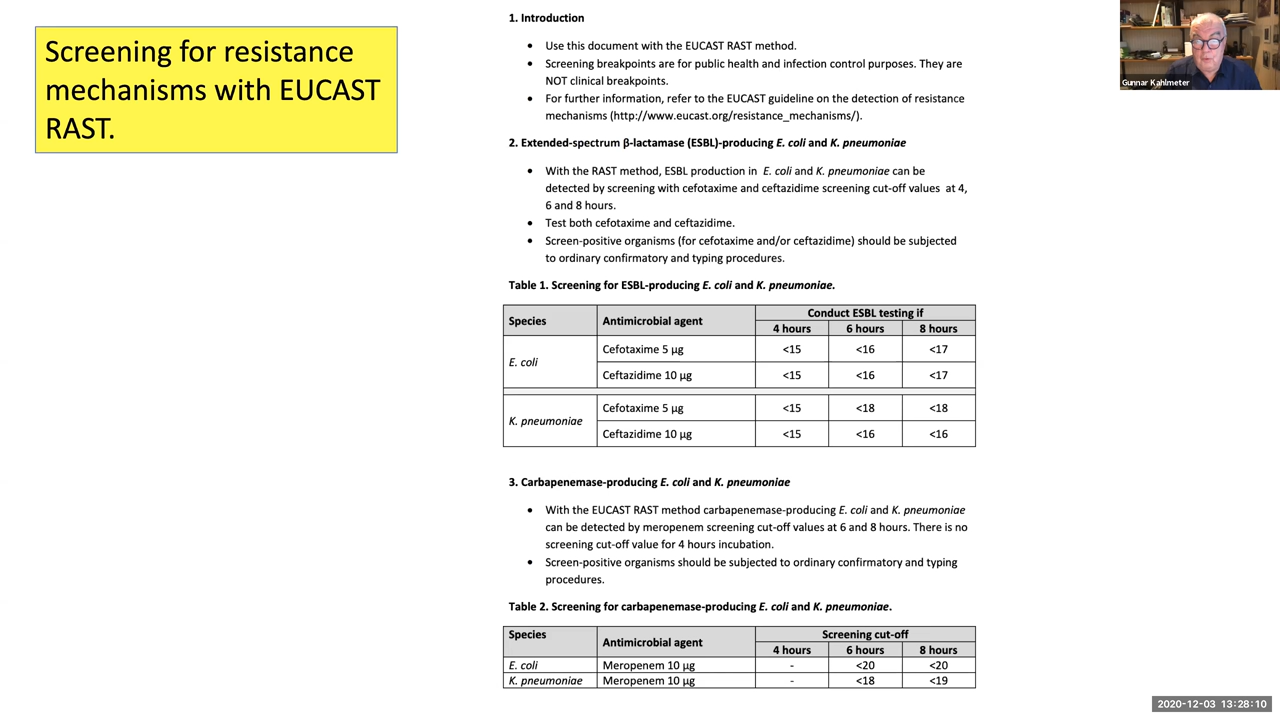 Screening for resistance
mechanisms with EUCAST
RAST.
1. Introduction
• Use this document with the EUCAST RAST method.
• Screening breakpoints are for public health and infection control purposes. They are
NOT clinical breakpoints.
• For further information, refer to the EUCAST guideline on the detection of resistance
mechanisms (http://www.eucast.org/resistance_mechanisms/).
2. Extended-spectrum β-lactamase (ESBL)-producing E. coli and K. pneumoniae
• With the RAST method, ESBL production in E. coli and K. pneumoniae can be
detected by screening with cefotaxime and ceftazidime screening cut-off values at 4,
6 and 8 hours.
• Test both cefotaxime and ceftazidime.
• Screen-positive organisms (for cefotaxime and/or ceftazidime) should be subjected
to ordinary confirmatory and typing procedures.
Table 1. Screening for ESBL-producing E. coli and K. pneumoniae.
Species Antimicrobial agent Conduct ESBL testing if
4 hours 6 hours 8 hours
E. coli
Cefotaxime 5 µg <15 <16 <17
Ceftazidime 10 µg <15 <16 <17
K. pneumoniae
Cefotaxime 5 µg <15 <18 <18
Ceftazidime 10 µg <15 <16 <16
3. Carbapenemase-producing E. coli and K. pneumoniae
• With the EUCAST RAST method carbapenemase-producing E. coli and K. pneumoniae
can be detected by meropenem screening cut-off values at 6 and 8 hours. There is no
screening cut-off value for 4 hours incubation.
• Screen-positive organisms should be subjected to ordinary confirmatory and typing
procedures.
Table 2. Screening for carbapenemase-producing E. coli and K. pneumoniae.
Species Antimicrobial agent Screening cut-off
4 hours 6 hours 8 hours
E. coli Meropenem 10 µg - <20 <20
K. pneumoniae Meropenem 10 µg - <18 <19
Gunnar Kahlmeter
2020-12-03 13:28:10